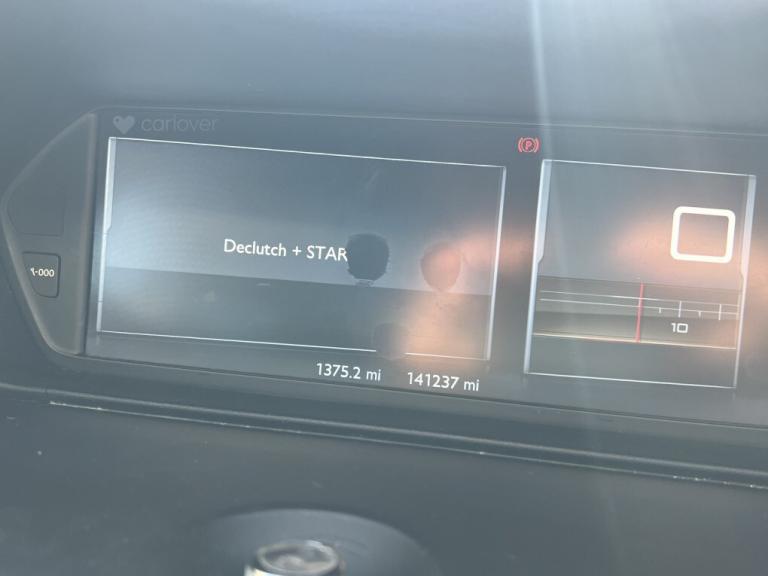 carlover
(P)
Declutch + STAR
1-000
10
1375.2 mi 141237 mi